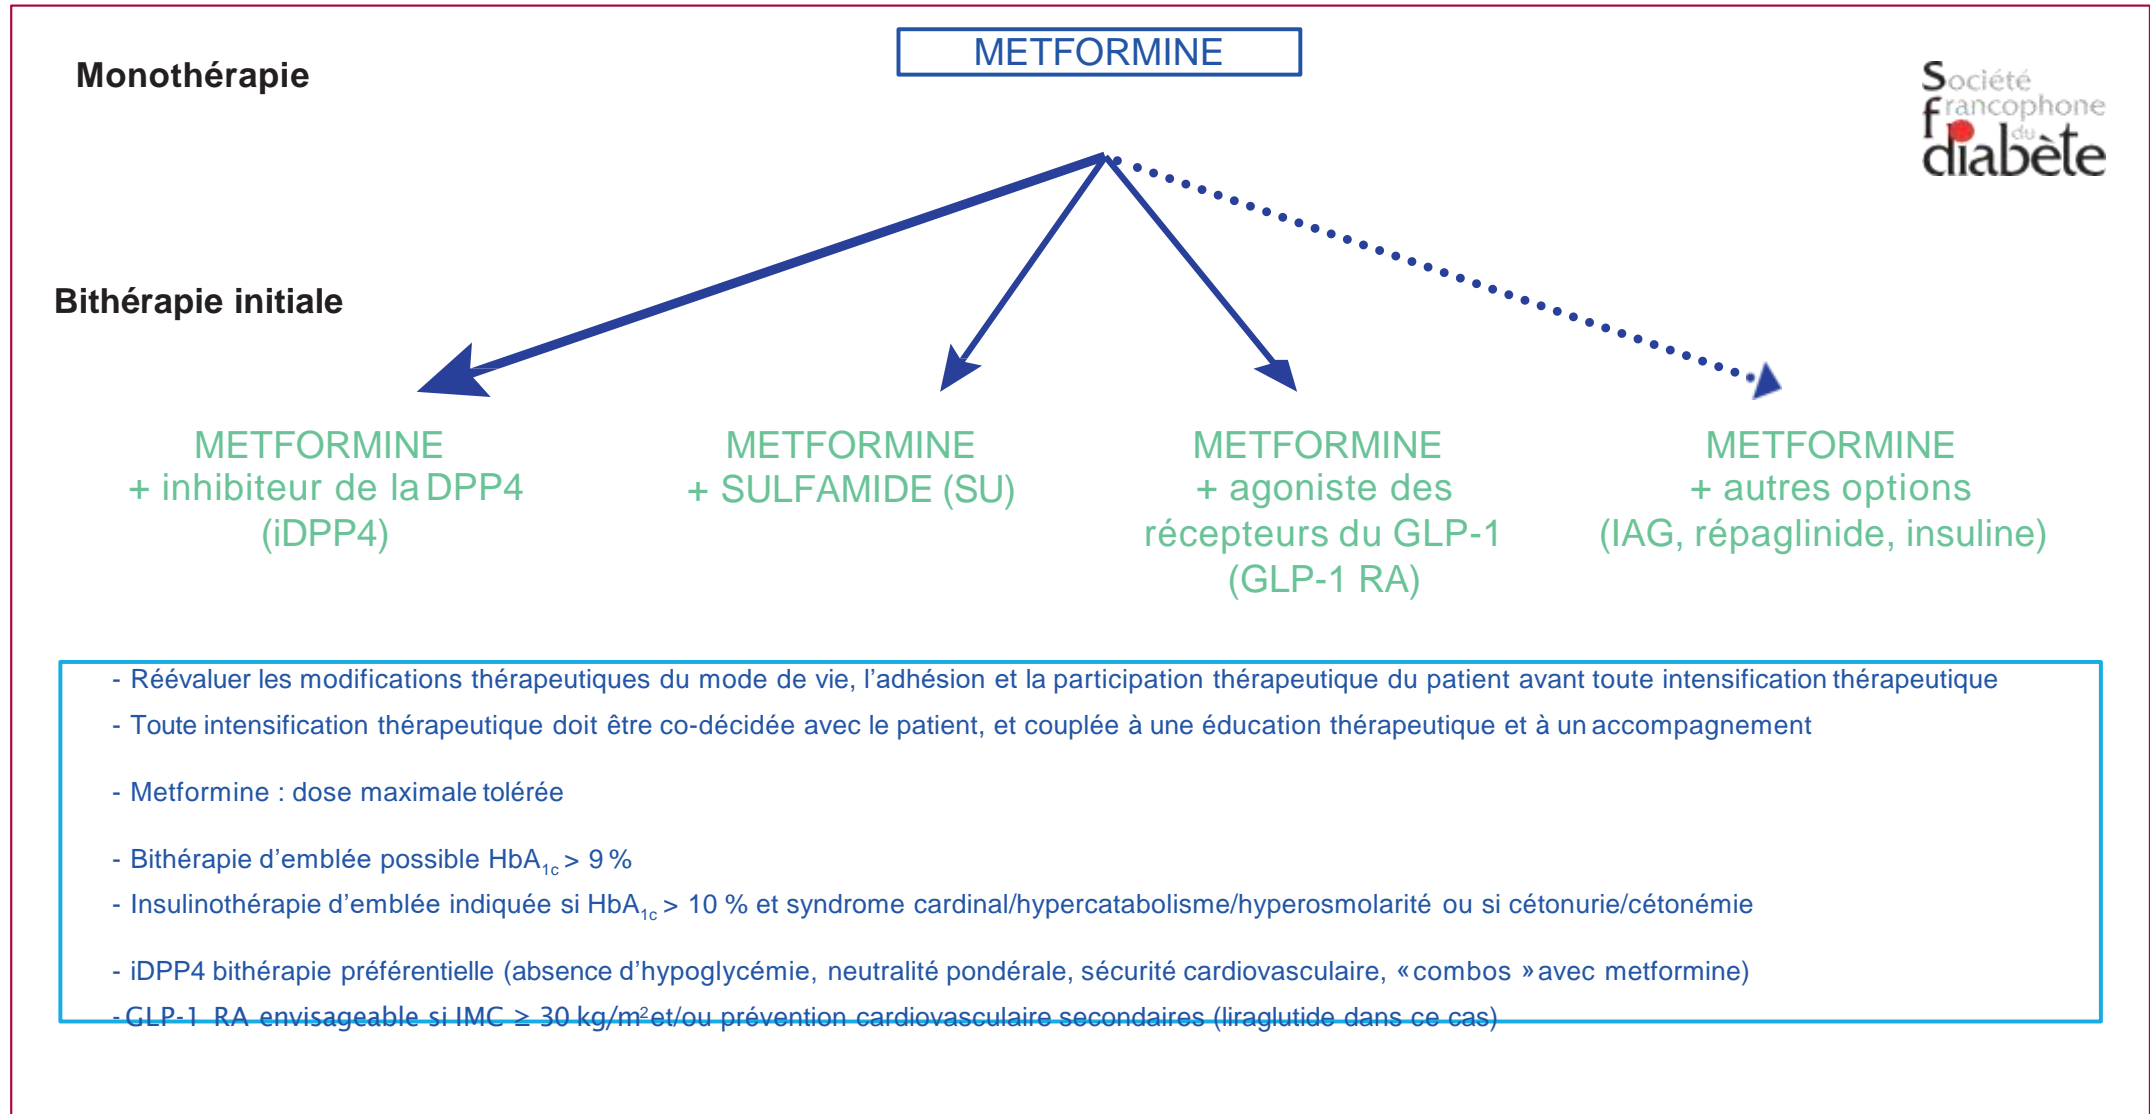 METFORMINE
Monothérapie
Société
francophone
du
diabète
Bithérapie initiale
METFORMINE
+ inhibiteur de la DPP4
(iDPP4)
METFORMINE
+ SULFAMIDE (SU)
METFORMINE
+ agoniste des
récepteurs du GLP-1
(GLP-1 RA)
METFORMINE
+ autres options
(IAG, répaglinide, insuline)
- Réévaluer les modifications thérapeutiques du mode de vie, l’adhésion et la participation thérapeutique du patient avant toute intensification thérapeutique
- Toute intensification thérapeutique doit être co-décidée avec le patient, et couplée à une éducation thérapeutique et à un accompagnement
- Metformine : dose maximale tolérée
- Bithérapie d’emblée possible HbA1c > 9 %
- Insulinothérapie d’emblée indiquée si HbA1c > 10 % et syndrome cardinal/hypercatabolisme/hyperosmolarité ou si cétonurie/cétonémie
- iDPP4 bithérapie préférentielle (absence d’hypoglycémie, neutralité pondérale, sécurité cardiovasculaire, « combos » avec metformine)
- GLP-1 RA envisageable si IMC ≥ 30 kg/m² et/ou prévention cardiovasculaire secondaires (liraglutide dans ce cas)